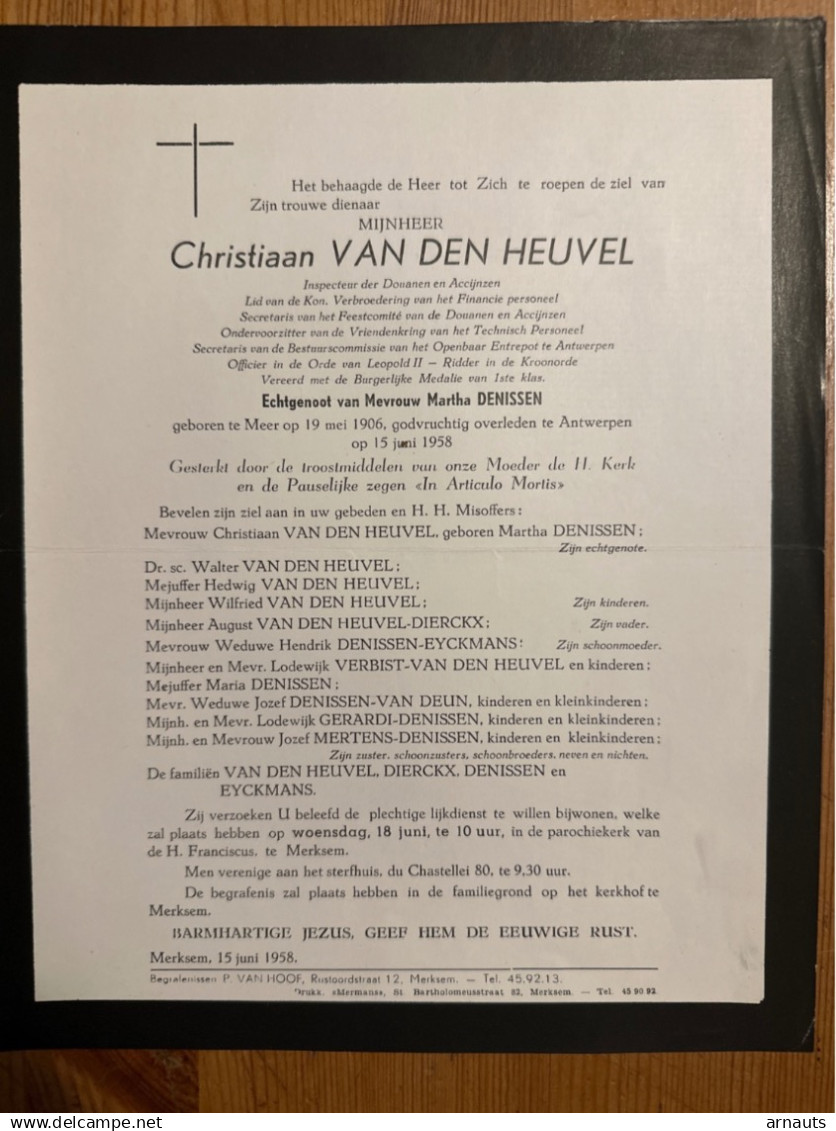 Het behaagde de Heer tot Zich te roepen de ziel van
Zijn trouwe dienaar
MIJNHEER
Christiaan VAN DEN HEUVEL
Inspecteur der Douanen en Accijnzen
Lid van de Kon. Verbroedering van het Financie personeel
Secretaris van het Feestcomité van de Douanen en Accijnzen
Ondervoorzitter van de Vriendenkring van het Technisch Personeel
Secretaris van de Bestuurscommissie van het Openbaar Entrepot te Antwerpen
Officier in de Orde van Leopold II — Ridder in de Kroonorde
Vereerd met de Burgerlijke Medalie van 1ste klas.
Echtgenoot van Mevrouw Martha DENISSEN
geboren te Meer op 19 mei 1906, godvruchtig overleden te Antwerpen
op 15 juni 1958
Gesterkt door de troostmiddelen van onze Moeder de H. Kerk
en de Pauselijke zegen «In Articulo Mortis»
Bevelen zijn ziel aan in uw gebeden en H. H. Misoffers :
Mevrouw Christiaan VAN DEN HEUVEL, geboren Martha DENISSEN ;
Zijn echtgenote.
Dr. sc. Walter VAN DEN HEUVEL ;
Mejuffer Hedwig VAN DEN HEUVEL ;
Mijnheer Wilfried VAN DEN HEUVEL ; Zijn kinderen.
Mijnheer August VAN DEN HEUVEL-DIERCKX ; Zijn vader.
Mevrouw Weduwe Hendrik DENISSEN-EYCKMANS : Zijn schoonmoeder.
Mijnheer en Mevr. Lodewijk VERBIST-VAN DEN HEUVEL en kinderen ;
Mejuffer Maria DENISSEN ;
Mevr. Weduwe Jozef DENISSEN-VAN DEUN, kinderen en kleinkinderen ;
Mijnh. en Mevr. Lodewijk GERARDI-DENISSEN, kinderen en kleinkinderen ;
Mijnh. en Mevrouw Jozef MERTENS-DENISSEN, kinderen en kleinkinderen ;
Zijn zuster, schoonzusters, schoonbroeders, neven en nichten.
De familiën VAN DEN HEUVEL, DIERCKX, DENISSEN en
EYCKMANS.
Zij verzoeken U beleefd de plechtige lijkdienst te willen bijwonen, welke
zal plaats hebben op woensdag, 18 juni, te 10 uur, in de parochiekerk van
de H. Franciscus, te Merksem.
Men verenige aan het sterfhuis, du Chastellei 80, te 9,30 uur.
De begrafenis zal plaats hebben in de familiegrond op het kerkhof te
Merksem.
BARMHARTIGE JEZUS, GEEF HEM DE EEUWIGE RUST.
Merksem, 15 juni 1958.
Begrafenissen P. VAN HOOF, Rustoordstraat 12, Merksem. — Tel. 45.92.13.
Drukk. «Mermans», St. Bartholomeusstraat 82, Merksem. — Tel. 45 90 92
delcampe.net
arnauts